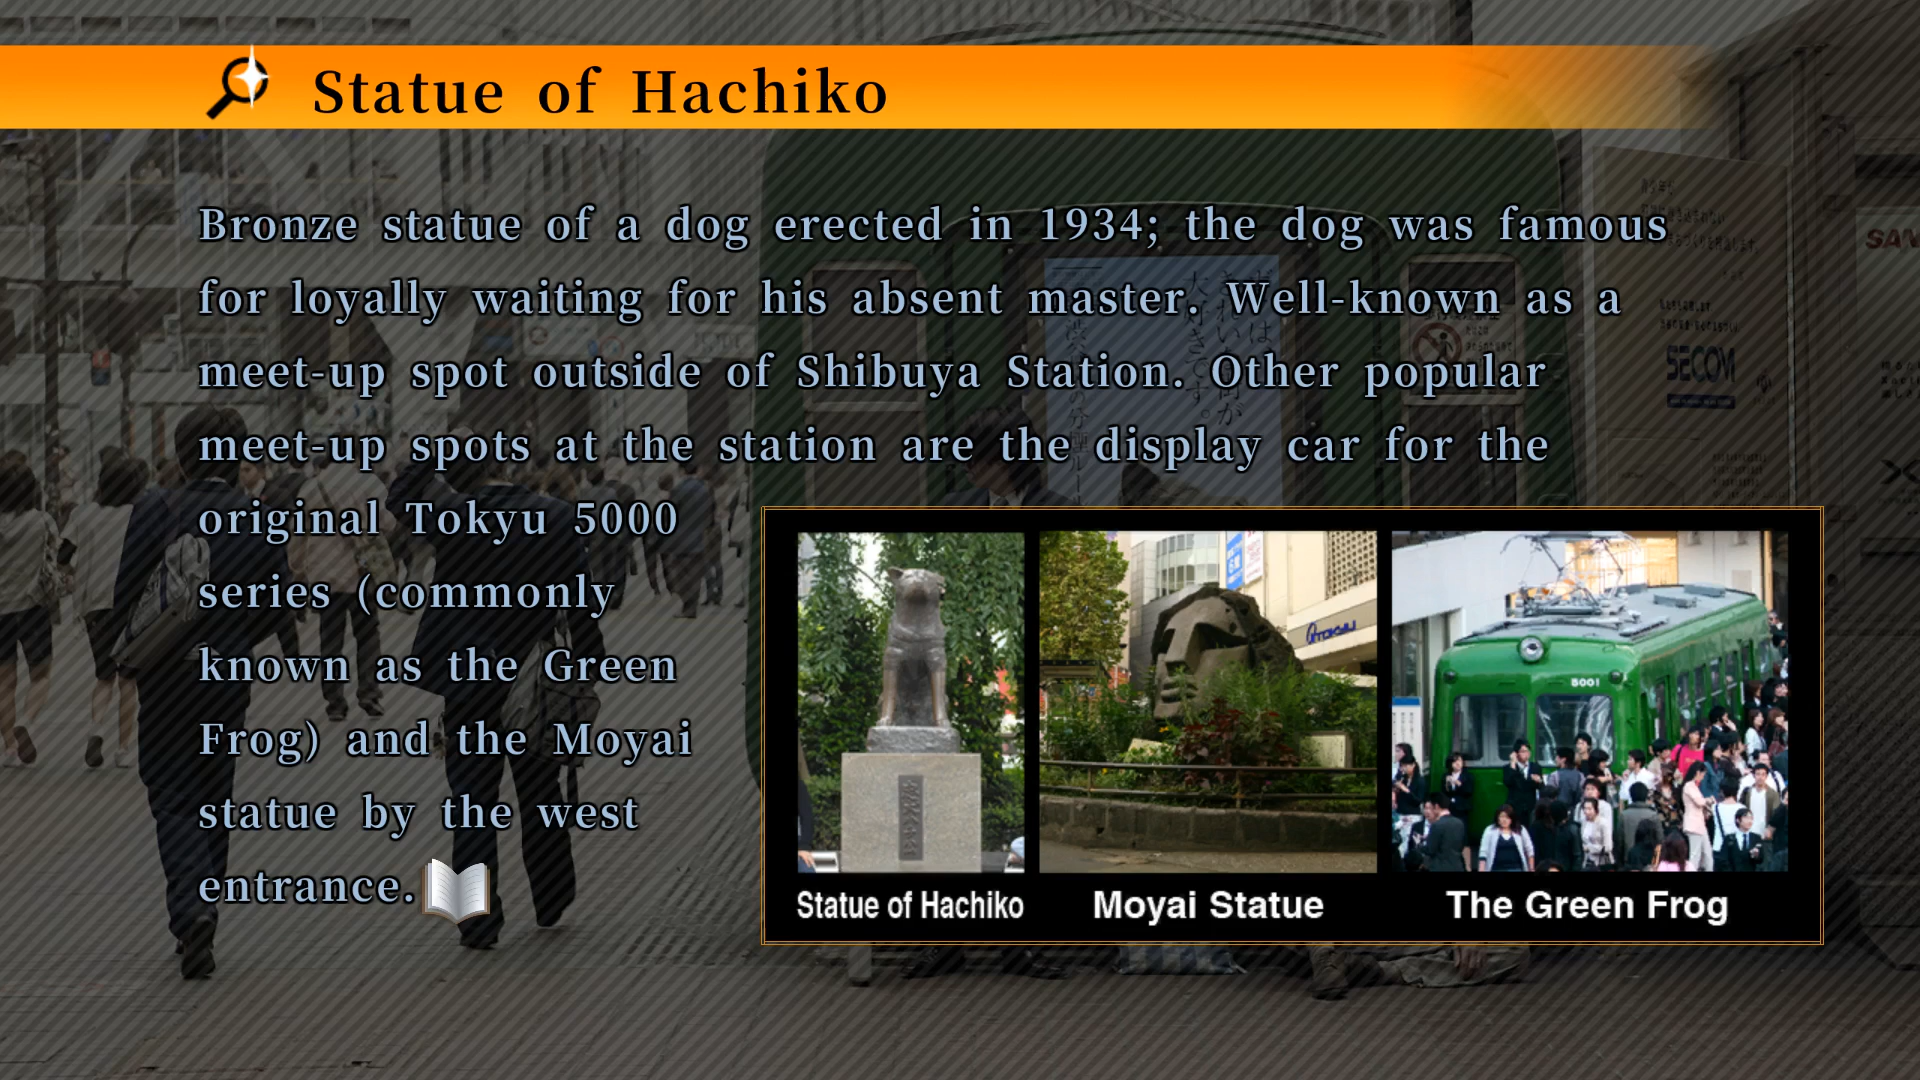 Statue of Hachiko
Bronze statue of a dog erected in 1934; the dog was famous
for loyally waiting for his absent master. Well-known as a
meet-up spot outside of Shibuya Station. Other popular
meet-up spots at the station are the display car for the
original Tokyu 5000
series (commonly
known as the Green
Frog) and the Moyai
statue by the west
entrance.
5001
Statue of Hachiko
Moyai Statue
The Green Frog
SECOM
SAN